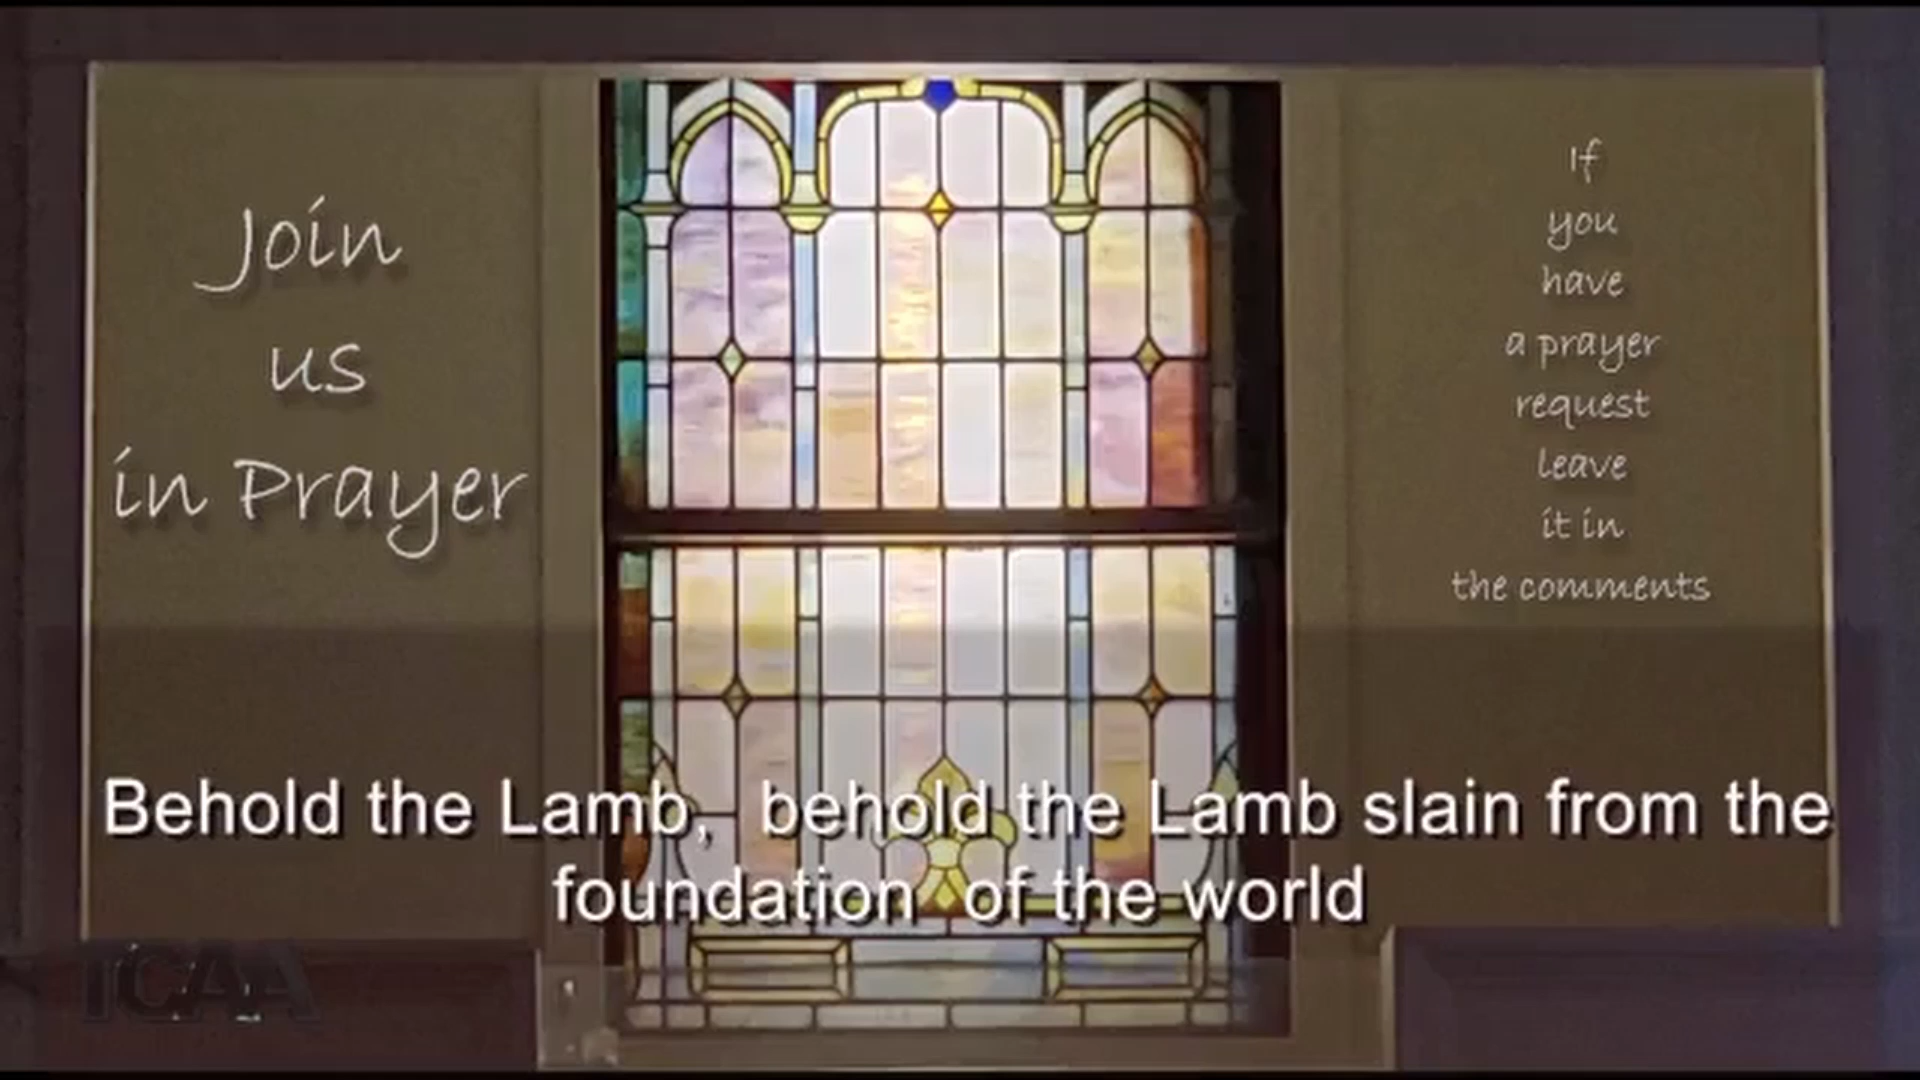 Join
us
in Prayer
If
you
have
a prayer
request
leave
it in
the comments
Behold the Lamb, behold the Lamb slain from the
foundation of the world
TCAA